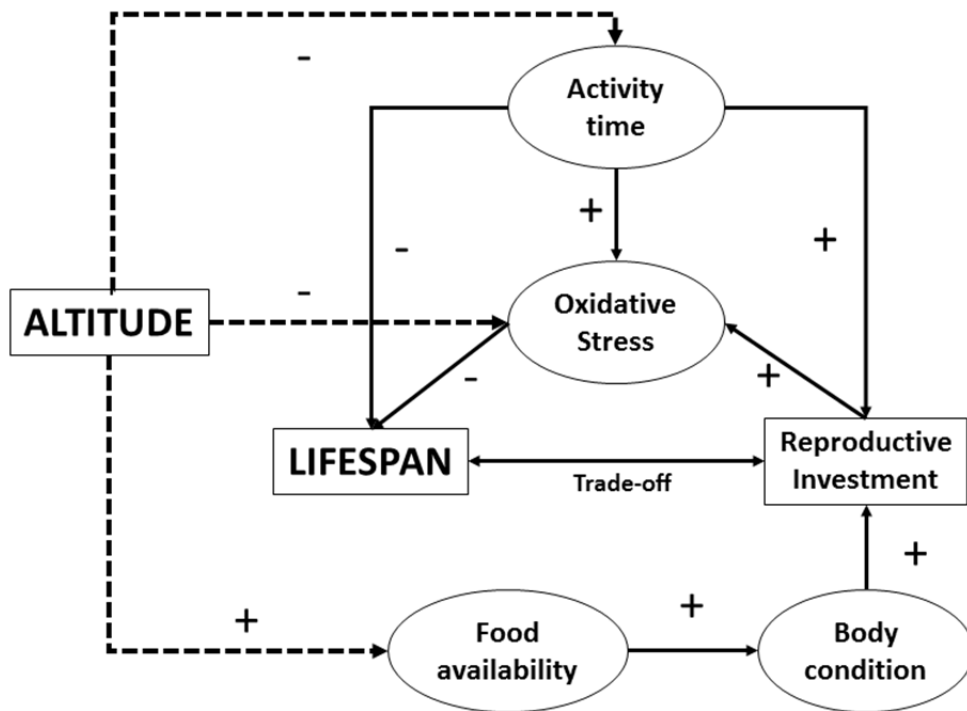 -
Activity
time
+
-
+
ALTITUDE
-
Oxidative
Stress
-
+
LIFESPAN
Trade-off
Reproductive
Investment
+
+
+
Food
availability
Body
condition